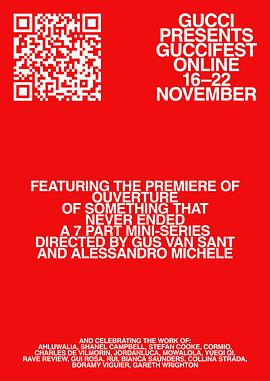 GUCCI
PRESENTS
GUCCIFEST
ONLINE
16–22
NOVEMBER
FEATURING THE PREMIERE OF
OUVERTURE
OF SOMETHING THAT
NEVER ENDED
A 7 PART MINI-SERIES
DIRECTED BY GUS VAN SANT
AND ALESSANDRO MICHELE
AND CELEBRATING THE WORK OF:
AHLUWALIA, SHANEL CAMPBELL, STEFAN COOKE, CORMIO,
CHARLES DE VILMORIN, JORDANLUCA, MOWALOLA, YUEQI QI,
RAVE REVIEW, GUI ROSA, RUI, BIANCA SAUNDERS, COLLINA STRADA,
BORAMY VIGUIER, GARETH WRIGHTON